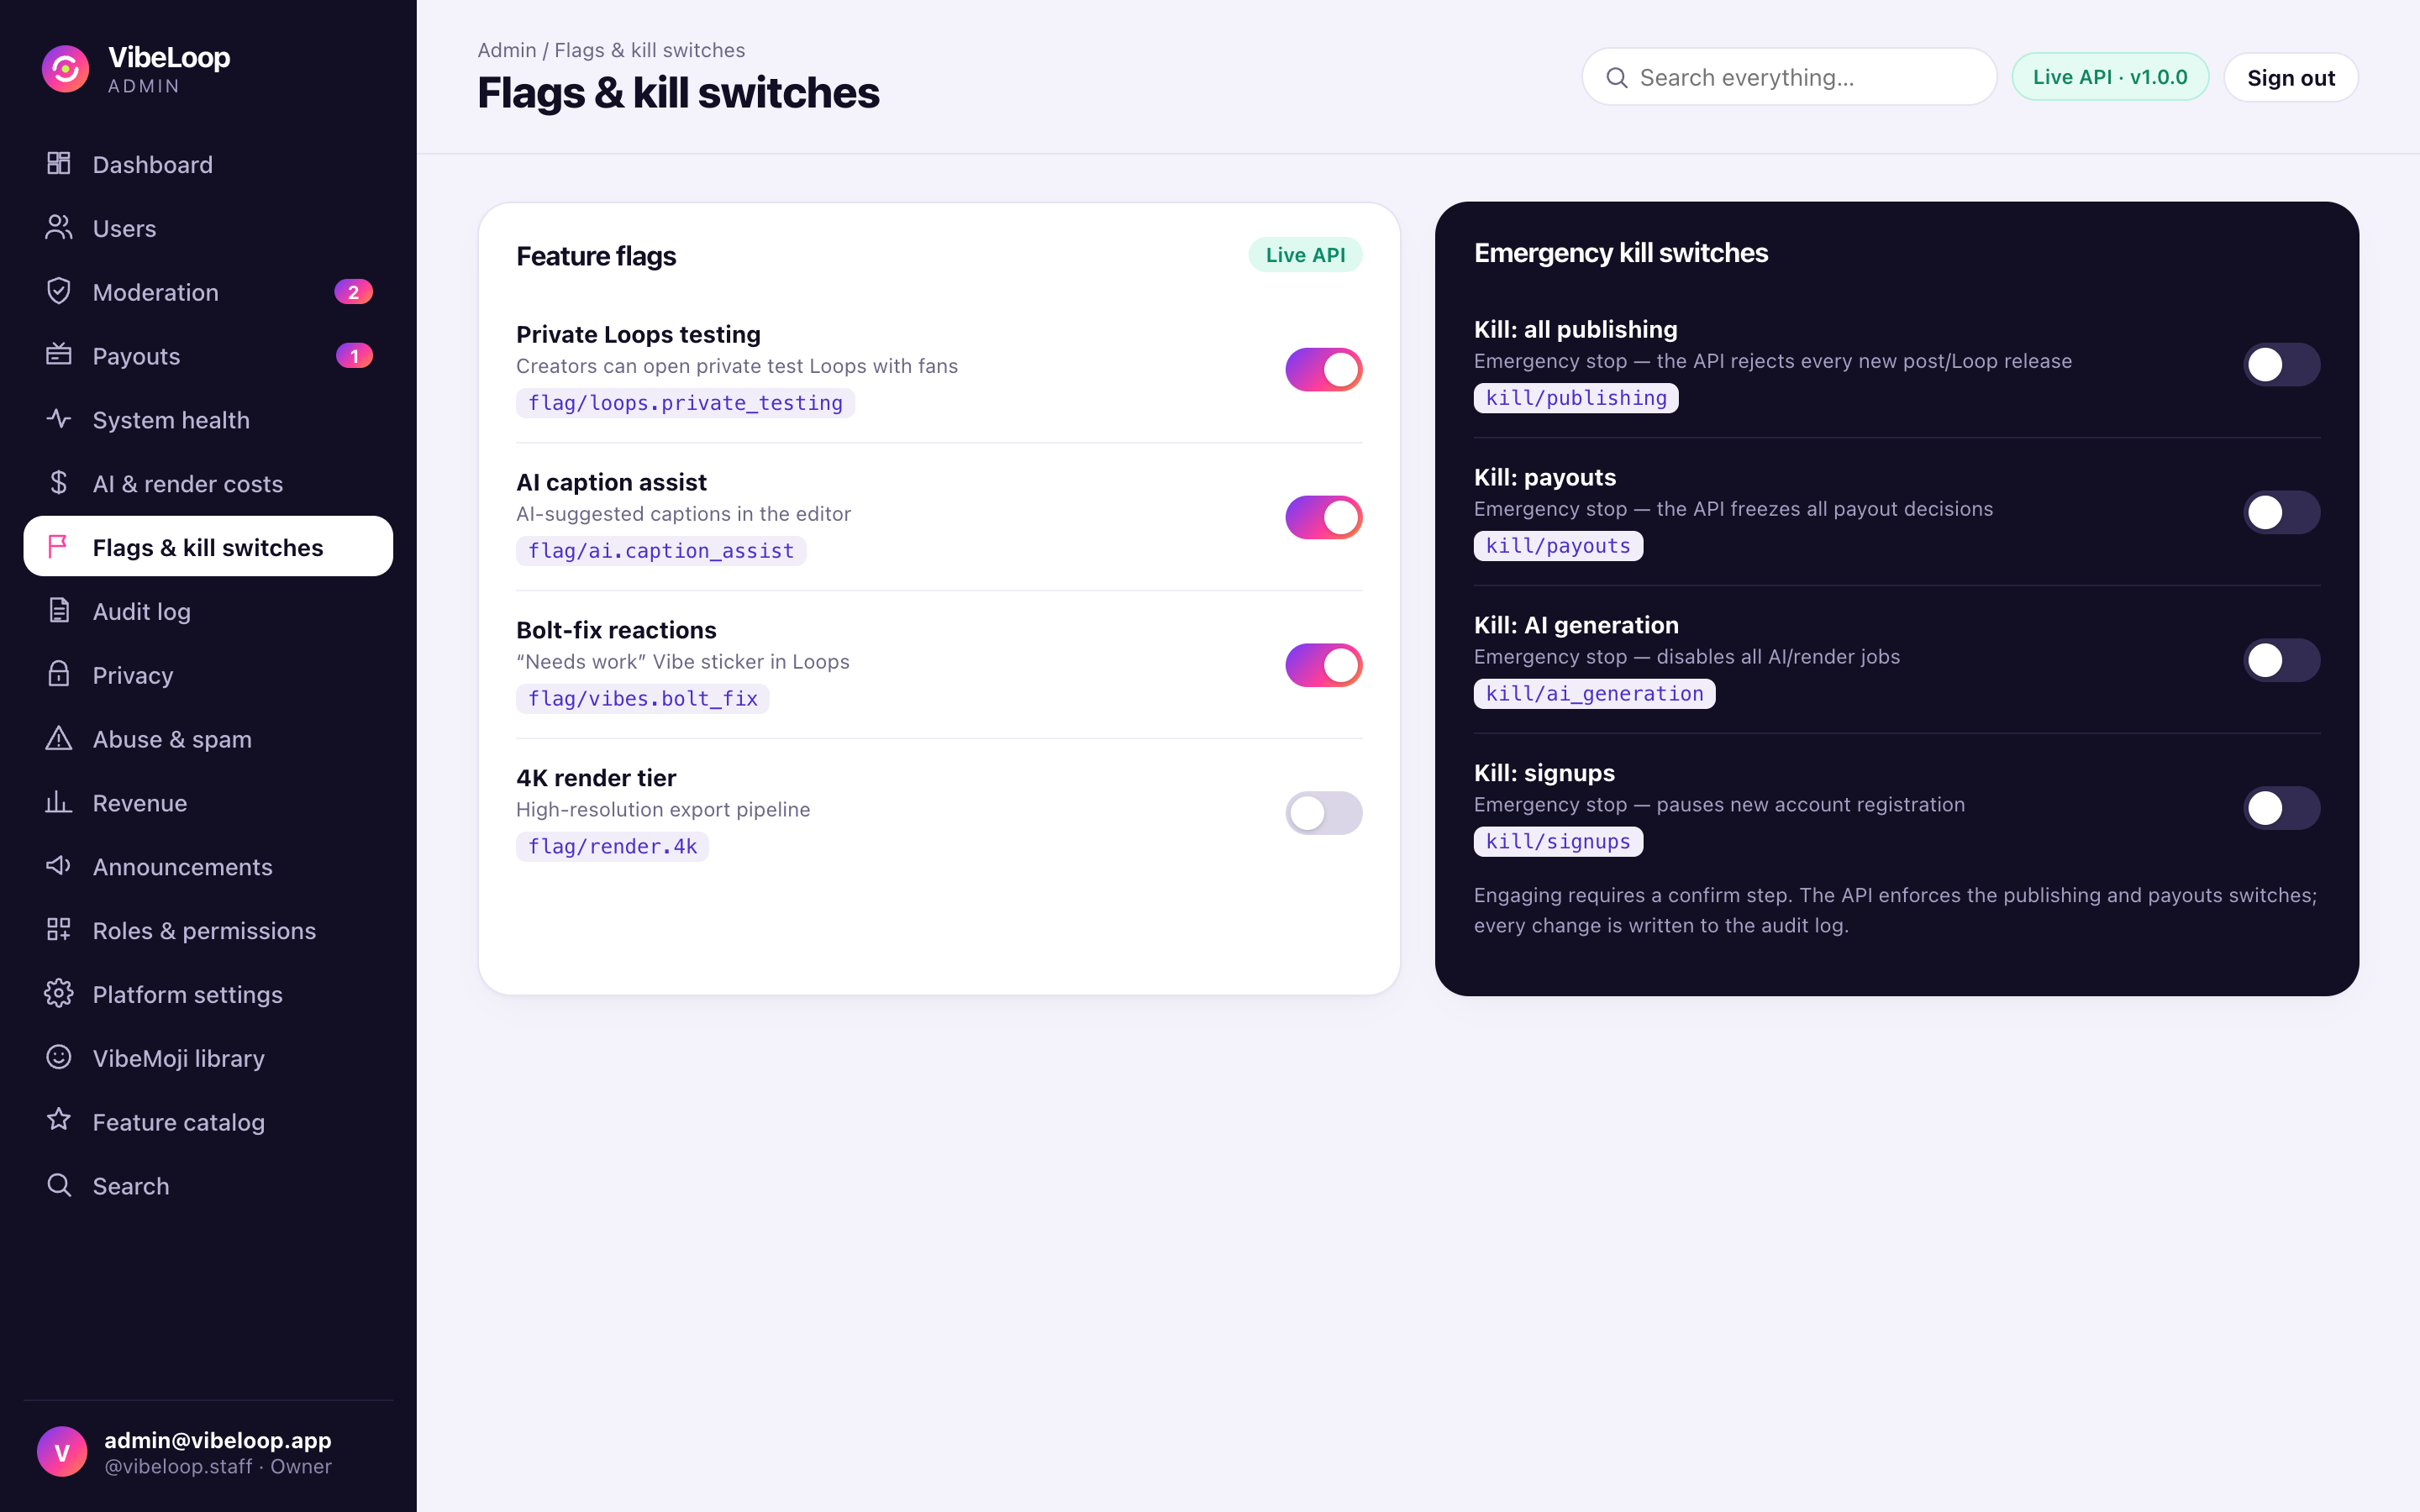 VibeLoop
ADMIN
Dashboard
Users
Moderation 2
Payouts 1
System health
AI & render costs
Flags & kill switches
Audit log
Privacy
Abuse & spam
Revenue
Announcements
Roles & permissions
Platform settings
VibeMoji library
Feature catalog
Search
V
admin@vibeloop.app
@vibeloop.staff · Owner
Admin / Flags & kill switches
Flags & kill switches
Search everything...
Live API · v1.0.0
Sign out
Feature flags
Live API
Private Loops testing
Creators can open private test Loops with fans
flag/loops.private_testing
AI caption assist
AI-suggested captions in the editor
flag/ai.caption_assist
Bolt-fix reactions
“Needs work” Vibe sticker in Loops
flag/vibes.bolt_fix
4K render tier
High-resolution export pipeline
flag/render.4k
Emergency kill switches
Kill: all publishing
Emergency stop — the API rejects every new post/Loop release
kill/publishing
Kill: payouts
Emergency stop — the API freezes all payout decisions
kill/payouts
Kill: AI generation
Emergency stop — disables all AI/render jobs
kill/ai_generation
Kill: signups
Emergency stop — pauses new account registration
kill/signups
Engaging requires a confirm step. The API enforces the publishing and payouts switches;
every change is written to the audit log.